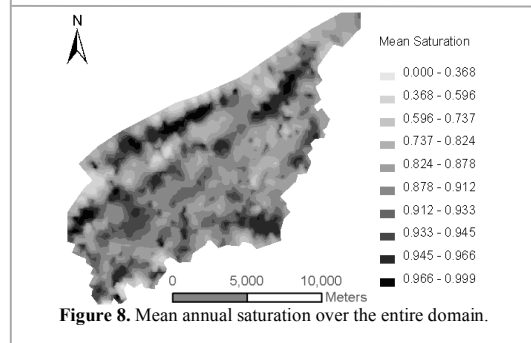 N
Mean Saturation
0.000 - 0.368
0.368 - 0.596
0.596 - 0.737
0.737 - 0.824
0.824 - 0.878
0.878 - 0.912
0.912 - 0.933
0.933 - 0.945
0.945 - 0.966
0.966 - 0.999
0 5,000 10,000
Meters
Figure 8. Mean annual saturation over the entire domain.